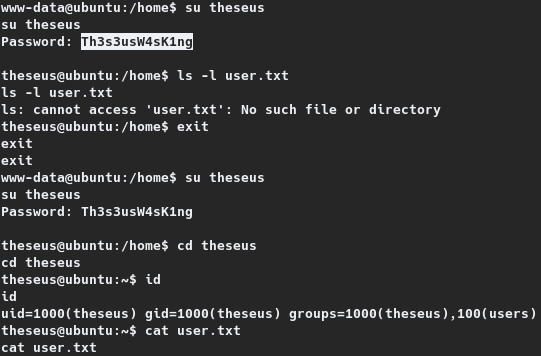 www-data@ubuntu:/home$ su theseus
su theseus
Password: Th3s3usW4sK1ng
theseus@ubuntu:/home$ ls -l user.txt
ls -l user.txt
ls: cannot access 'user.txt': No such file or directory
theseus@ubuntu:/home$ exit
exit
exit
www-data@ubuntu:/home$ su theseus
su theseus
Password: Th3s3usW4sK1ng
theseus@ubuntu:/home$ cd theseus
cd theseus
theseus@ubuntu:~$ id
id
uid=1000(theseus) gid=1000(theseus) groups=1000(theseus),100(users)
theseus@ubuntu:~$ cat user.txt
cat user.txt